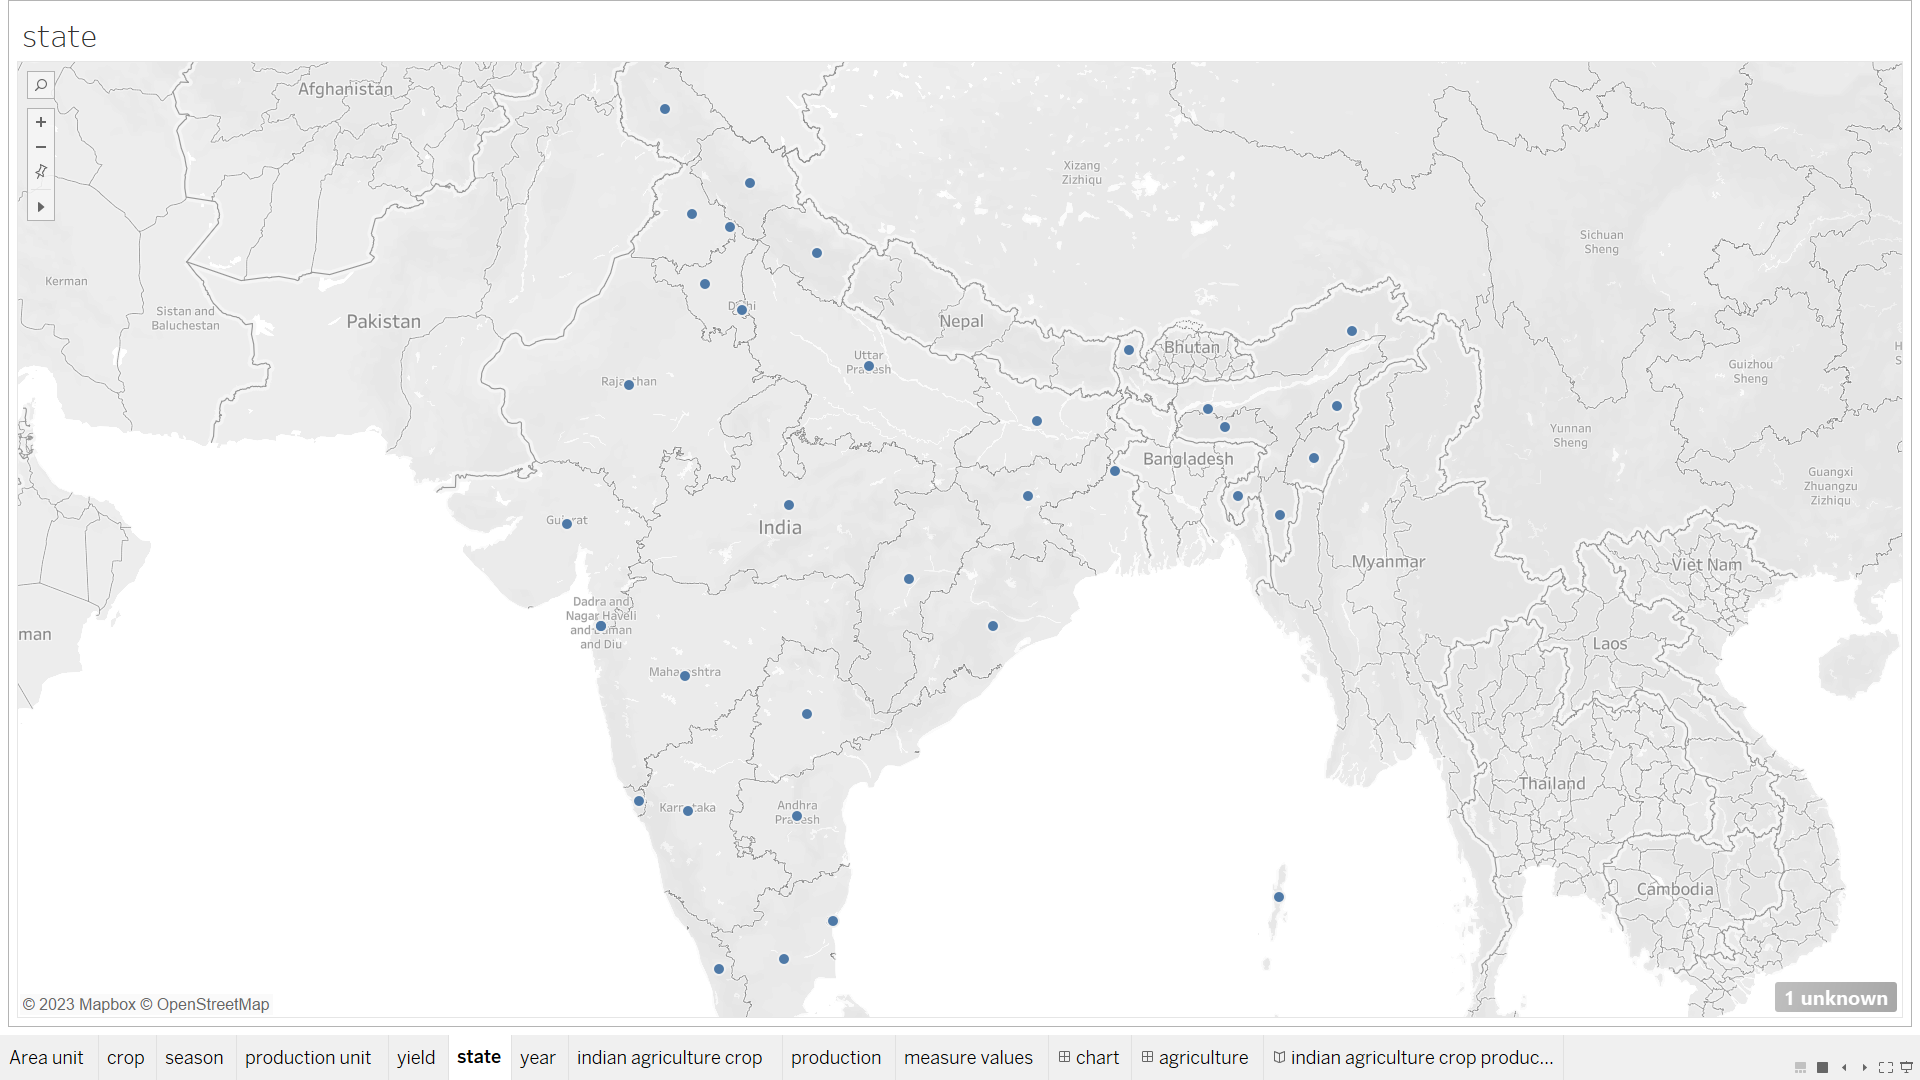 state
Afghanistan
Xizang
Zizhiqu
Sichuan
Sheng
Kerman
Sistan and
Baluchestan
Pakistan
Nepal
Bhutan
Uttar
Pradesh
Guizhou
Sheng
H
S
Yunnan
Sheng
Bangladesh
Guangxi
Zhuangzu
Zizhiqu
India
Myanmar
Viet Nam
Dadra and
Nagar Haveli
and Daman
and Diu
man
Laos
Maharashtra
Thailand
Karnataka
Andhra
Pradesh
Cambodia
Delhi
Rajasthan
Gujarat
© 2023 Mapbox © OpenStreetMap
1 unknown
Area unit crop season production unit yield state year indian agriculture crop production measure values chart agriculture indian agriculture crop produc...